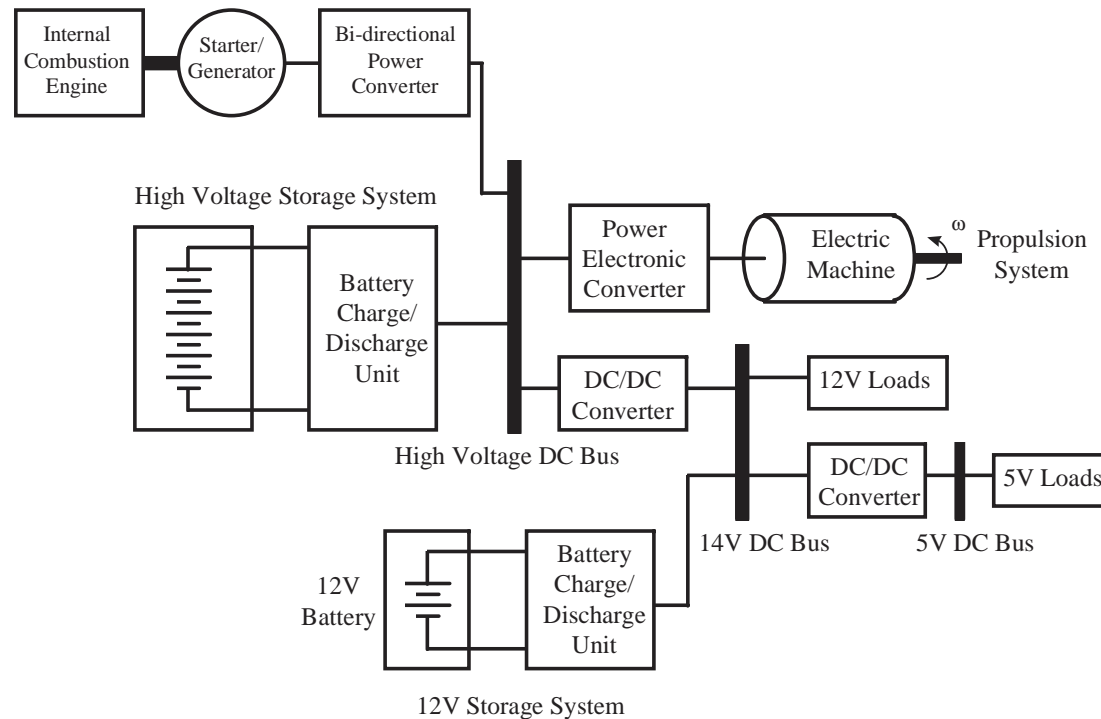 Internal
Combustion
Engine
Starter/
Generator
Bi-directional
Power
Converter
High Voltage Storage System
Battery
Charge/
Discharge
Unit
High Voltage DC Bus
Power
Electronic
Converter
Electric
Machine
ω
Propulsion
System
DC/DC
Converter
12V Loads
DC/DC
Converter
5V Loads
14V DC Bus
5V DC Bus
12V
Battery
Battery
Charge/
Discharge
Unit
12V Storage System